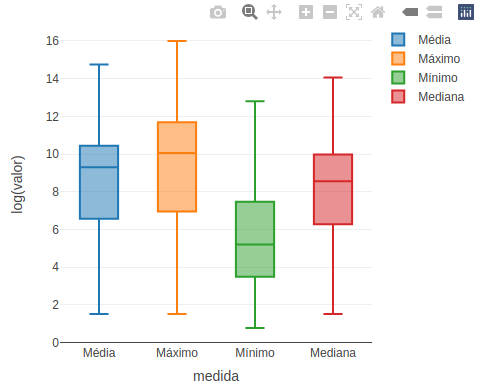 16
14
12
10
8
6
4
2
0
log(valor)
Média
Máximo
Mínimo
Mediana
medida
Média
Máximo
Mínimo
Mediana